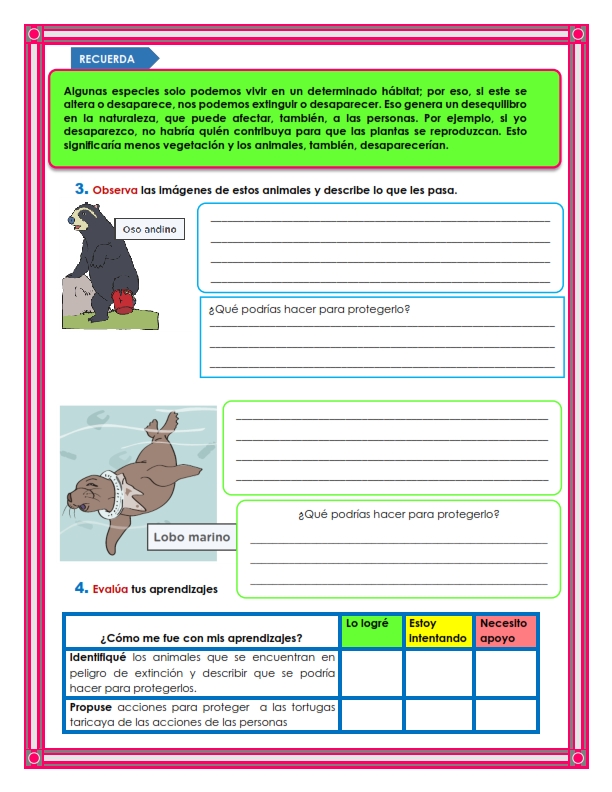 RECUERDA
Algunas especies solo podemos vivir en un determinado hábitat; por eso, si este se
altera o desaparece, nos podemos extinguir o desaparecer. Eso genera un desequilibro
en la naturaleza, que puede afectar, también, a las personas. Por ejemplo, si yo
desaparezco, no habría quién contribuya para que las plantas se reproduzcan. Esto
significaría menos vegetación y los animales, también, desaparecerían.
3. Observa las imágenes de estos animales y describe lo que les pasa.
Oso andino
¿Qué podrías hacer para protegerlo?
Lobo marino
¿Qué podrías hacer para protegerlo?
4. Evalúa tus aprendizajes
¿Cómo me fue con mis aprendizajes?
Lo logré
Estoy
intentando
Necesito
apoyo
Identifiqué los animales que se encuentran en
peligro de extinción y describir que se podría
hacer para protegerlos.
Propuse acciones para proteger a las tortugas
taricaya de las acciones de las personas